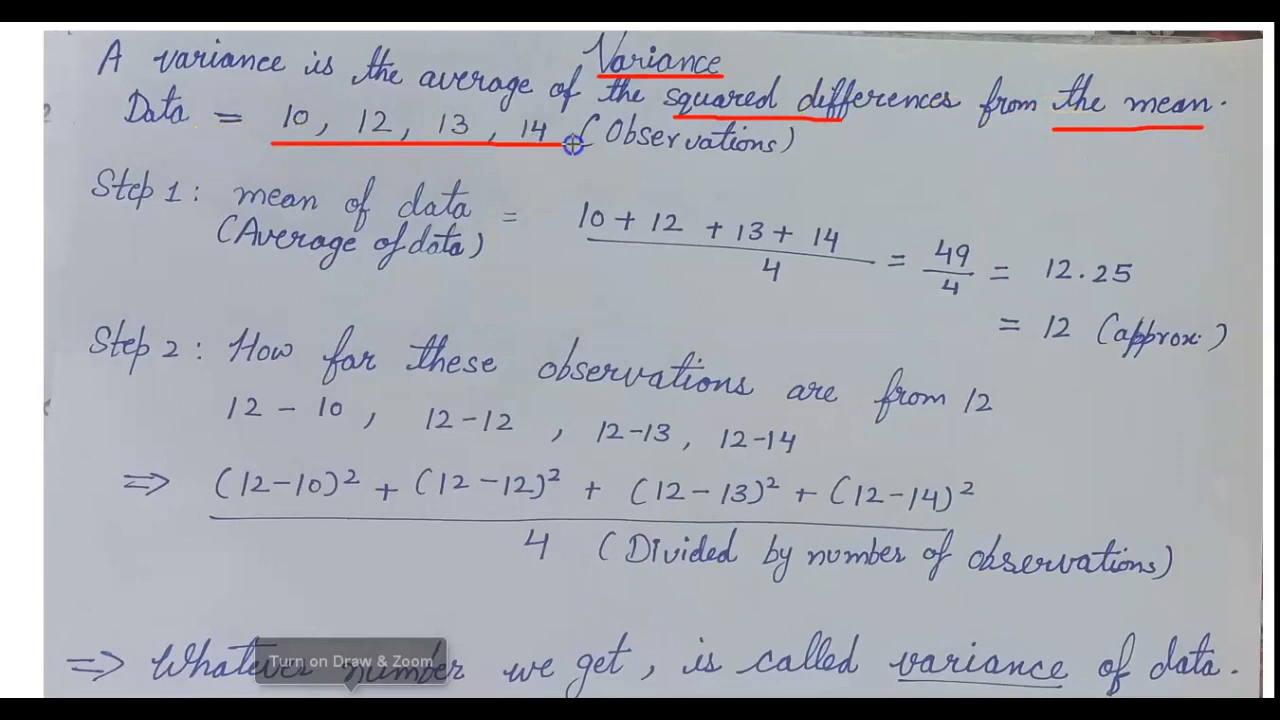 Variance
A variance is the average of the squared differences from the mean.
Data = 10, 12, 13, 14 (Observations)
Step 1: mean of data = 10 + 12 + 13 + 14 / 4 = 49/4 = 12.25
(Average of data)
= 12 (approx.)
Step 2: How far these observations are from 12
12 - 10, 12-12, 12-13, 12-14
⇒ (12-10)² + (12-12)² + (12-13)² + (12-14)²
4 (Divided by number of observations)
⇒ Whatever number we get, is called variance of data.
Turn on Draw & Zoom